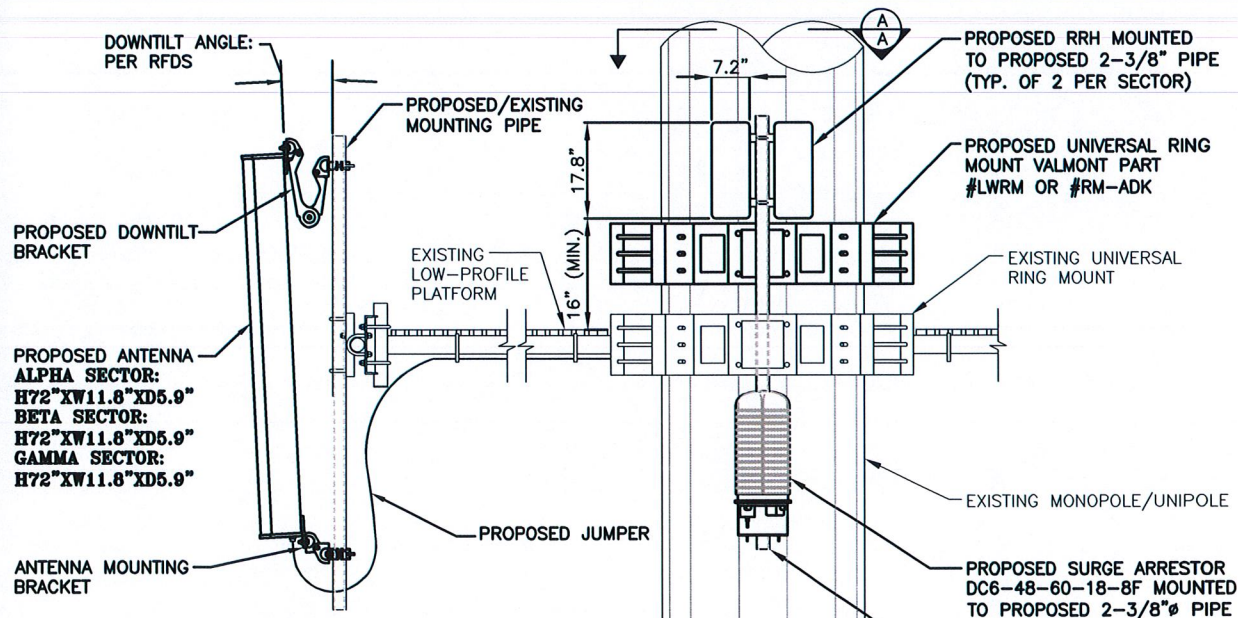 DOWNTILT ANGLE:
PER RFDS
PROPOSED/EXISTING
MOUNTING PIPE
PROPOSED DOWNTILT
BRACKET
EXISTING
LOW-PROFILE
PLATFORM
PROPOSED ANTENNA
ALPHA SECTOR:
H72"XW11.8"XD5.9"
BETA SECTOR:
H72"XW11.8"XD5.9"
GAMMA SECTOR:
H72"XW11.8"XD5.9"
ANTENNA MOUNTING
BRACKET
PROPOSED JUMPER
7.2"
17.8"
16" (MIN.)
A
A
PROPOSED RRH MOUNTED
TO PROPOSED 2-3/8" PIPE
(TYP. OF 2 PER SECTOR)
PROPOSED UNIVERSAL RING
MOUNT VALMONT PART
#LWRM OR #RM-ADK
EXISTING UNIVERSAL
RING MOUNT
EXISTING MONOPOLE/UNIPOLE
PROPOSED SURGE ARRESTOR
DC6-48-60-18-8F MOUNTED
TO PROPOSED 2-3/8"ø PIPE